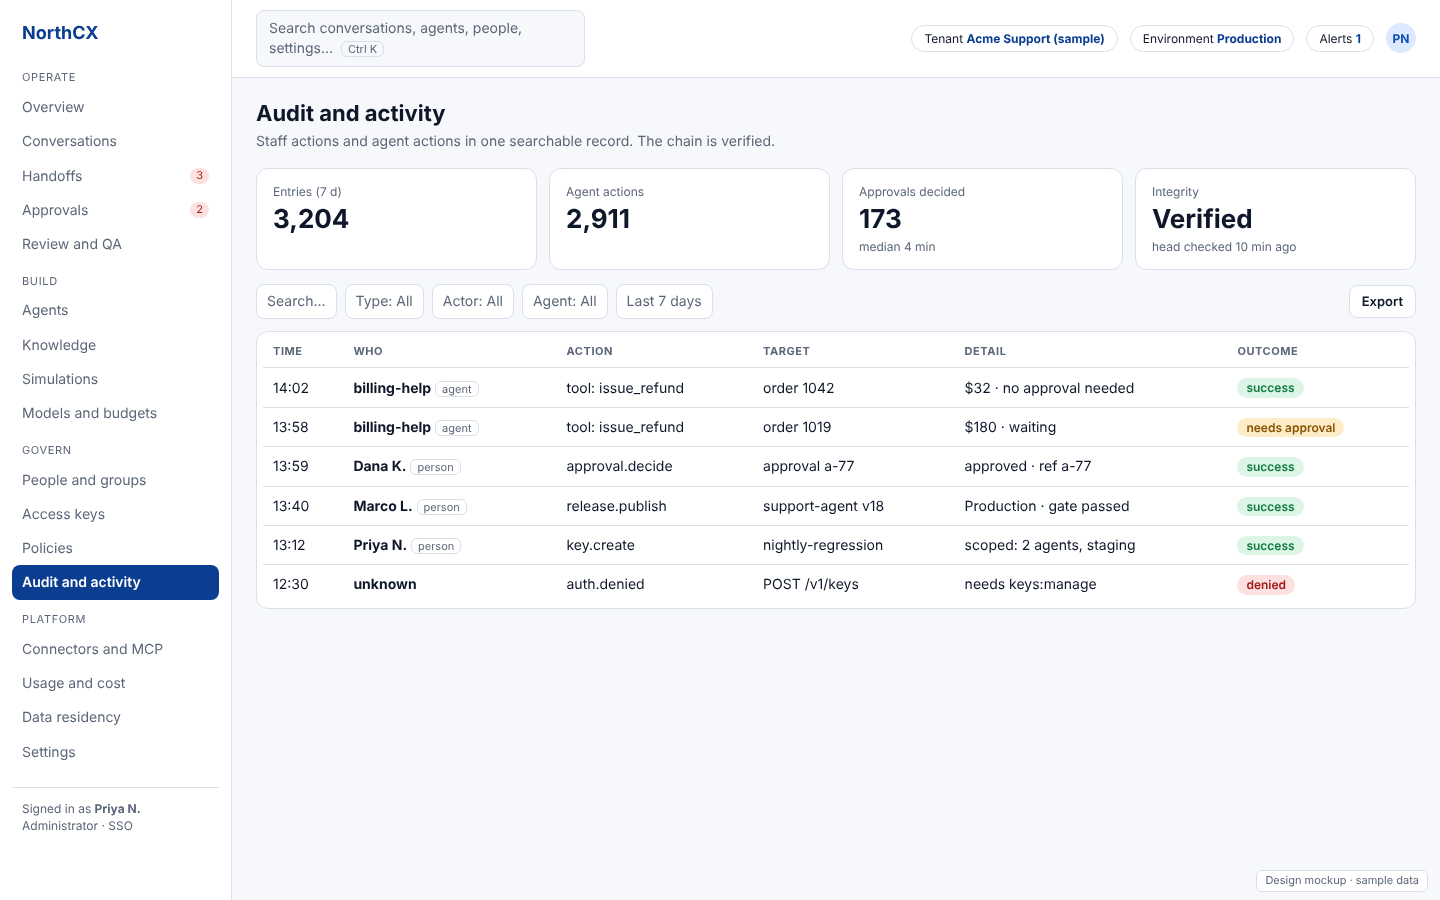 NorthCX
OPERATE
Overview
Conversations
Handoffs 3
Approvals 2
Review and QA
BUILD
Agents
Knowledge
Simulations
Models and budgets
GOVERN
People and groups
Access keys
Policies
Audit and activity
PLATFORM
Connectors and MCP
Usage and cost
Data residency
Settings
Signed in as Priya N.
Administrator · SSO
Search conversations, agents, people,
settings... Ctrl K
Tenant Acme Support (sample)
Environment Production
Alerts 1
PN
Audit and activity
Staff actions and agent actions in one searchable record. The chain is verified.
Entries (7 d)
3,204
Agent actions
2,911
Approvals decided
173
median 4 min
Integrity
Verified
head checked 10 min ago
Search... Type: All Actor: All Agent: All Last 7 days Export
TIME WHO ACTION TARGET DETAIL OUTCOME
14:02 billing-help agent tool: issue_refund order 1042 $32 · no approval needed success
13:58 billing-help agent tool: issue_refund order 1019 $180 · waiting needs approval
13:59 Dana K. person approval.decide approval a-77 approved · ref a-77 success
13:40 Marco L. person release.publish support-agent v18 Production · gate passed success
13:12 Priya N. person key.create nightly-regression scoped: 2 agents, staging success
12:30 unknown auth.denied POST /v1/keys needs keys:manage denied
Design mockup · sample data